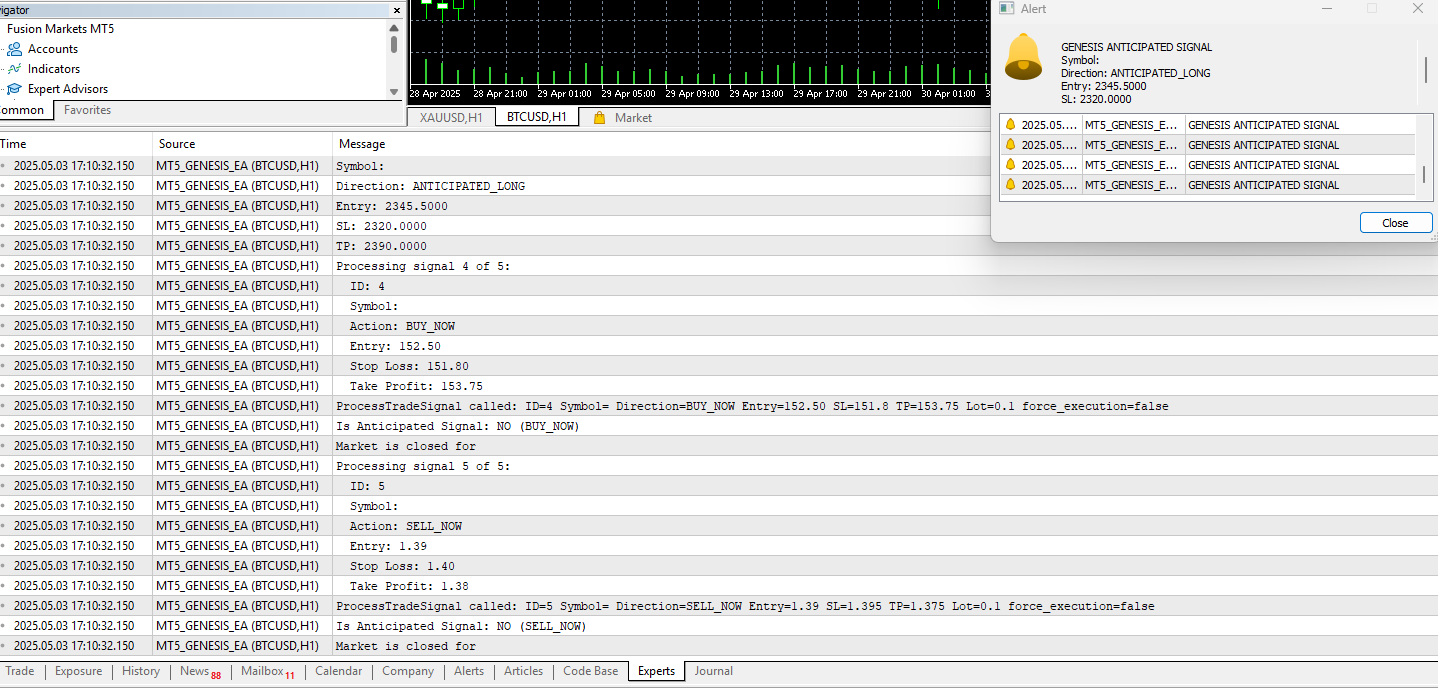 vigator
Fusion Markets MT5
Accounts
Indicators
Expert Advisors
ommon
Favorites
28 Apr 2025 28 Apr 21:00 29 Apr 01:00 29 Apr 05:00 29 Apr 09:00 29 Apr 13:00 29 Apr 17:00 29 Apr 21:00 30 Apr 01:00
XAUUSD,H1 BTCUSD,H1 Market
Alert
GENESIS ANTICIPATED SIGNAL
Symbol:
Direction: ANTICIPATED_LONG
Entry: 2345.5000
SL: 2320.0000
2025.05.... MT5_GENESIS_E... GENESIS ANTICIPATED SIGNAL
2025.05.... MT5_GENESIS_E... GENESIS ANTICIPATED SIGNAL
2025.05.... MT5_GENESIS_E... GENESIS ANTICIPATED SIGNAL
2025.05.... MT5_GENESIS_E... GENESIS ANTICIPATED SIGNAL
Close
Time Source Message
2025.05.03 17:10:32.150 MT5_GENESIS_EA (BTCUSD,H1) Symbol:
2025.05.03 17:10:32.150 MT5_GENESIS_EA (BTCUSD,H1) Direction: ANTICIPATED_LONG
2025.05.03 17:10:32.150 MT5_GENESIS_EA (BTCUSD,H1) Entry: 2345.5000
2025.05.03 17:10:32.150 MT5_GENESIS_EA (BTCUSD,H1) SL: 2320.0000
2025.05.03 17:10:32.150 MT5_GENESIS_EA (BTCUSD,H1) TP: 2390.0000
2025.05.03 17:10:32.150 MT5_GENESIS_EA (BTCUSD,H1) Processing signal 4 of 5:
2025.05.03 17:10:32.150 MT5_GENESIS_EA (BTCUSD,H1) ID: 4
2025.05.03 17:10:32.150 MT5_GENESIS_EA (BTCUSD,H1) Symbol:
2025.05.03 17:10:32.150 MT5_GENESIS_EA (BTCUSD,H1) Action: BUY_NOW
2025.05.03 17:10:32.150 MT5_GENESIS_EA (BTCUSD,H1) Entry: 152.50
2025.05.03 17:10:32.150 MT5_GENESIS_EA (BTCUSD,H1) Stop Loss: 151.80
2025.05.03 17:10:32.150 MT5_GENESIS_EA (BTCUSD,H1) Take Profit: 153.75
2025.05.03 17:10:32.150 MT5_GENESIS_EA (BTCUSD,H1) ProcessTradeSignal called: ID=4 Symbol= Direction=BUY_NOW Entry=152.50 SL=151.8 TP=153.75 Lot=0.1 force_execution=false
2025.05.03 17:10:32.150 MT5_GENESIS_EA (BTCUSD,H1) Is Anticipated Signal: NO (BUY_NOW)
2025.05.03 17:10:32.150 MT5_GENESIS_EA (BTCUSD,H1) Market is closed for
2025.05.03 17:10:32.150 MT5_GENESIS_EA (BTCUSD,H1) Processing signal 5 of 5:
2025.05.03 17:10:32.150 MT5_GENESIS_EA (BTCUSD,H1) ID: 5
2025.05.03 17:10:32.150 MT5_GENESIS_EA (BTCUSD,H1) Symbol:
2025.05.03 17:10:32.150 MT5_GENESIS_EA (BTCUSD,H1) Action: SELL_NOW
2025.05.03 17:10:32.150 MT5_GENESIS_EA (BTCUSD,H1) Entry: 1.39
2025.05.03 17:10:32.150 MT5_GENESIS_EA (BTCUSD,H1) Stop Loss: 1.40
2025.05.03 17:10:32.150 MT5_GENESIS_EA (BTCUSD,H1) Take Profit: 1.38
2025.05.03 17:10:32.150 MT5_GENESIS_EA (BTCUSD,H1) ProcessTradeSignal called: ID=5 Symbol= Direction=SELL_NOW Entry=1.39 SL=1.395 TP=1.375 Lot=0.1 force_execution=false
2025.05.03 17:10:32.150 MT5_GENESIS_EA (BTCUSD,H1) Is Anticipated Signal: NO (SELL_NOW)
2025.05.03 17:10:32.150 MT5_GENESIS_EA (BTCUSD,H1) Market is closed for
Trade Exposure History News 88 Mailbox 11 Calendar Company Alerts Articles Code Base Experts Journal